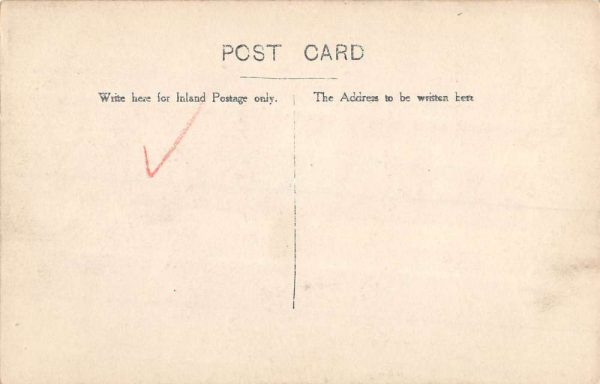 POST CARD
Write here for Inland Postage only.
The Address to be written here